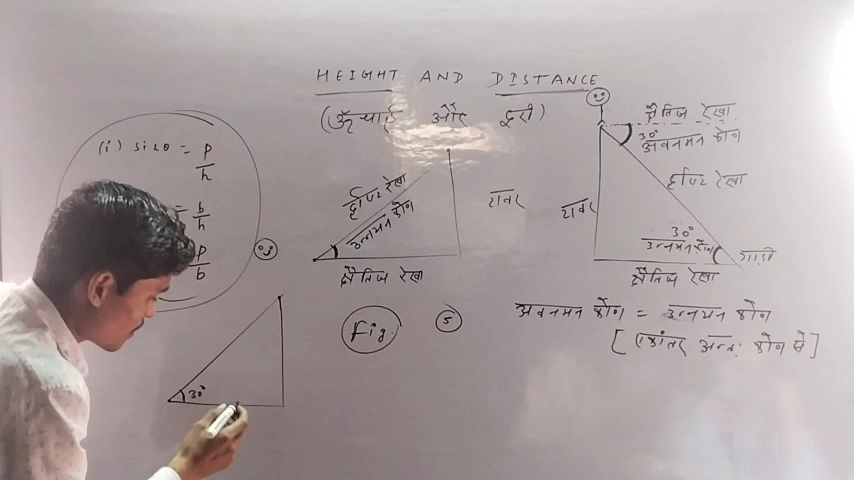 HEIGHT AND DISTANCE
(ऊँचाई और दूरी)
(i) sinθ = P/h
= b/h
P/b
दृष्टि रेखा
उन्नयन कोण
टावर
क्षैतिज रेखा
क्षैतिज रेखा
30°
अवनमन कोण
दृष्टि रेखा
टावर
30°
उन्नयन कोण
गाड़ी
क्षैतिज रेखा
Fig
5
अवनमन कोण = उन्नयन कोण
[एकांतर अन्तः कोण से]
30°